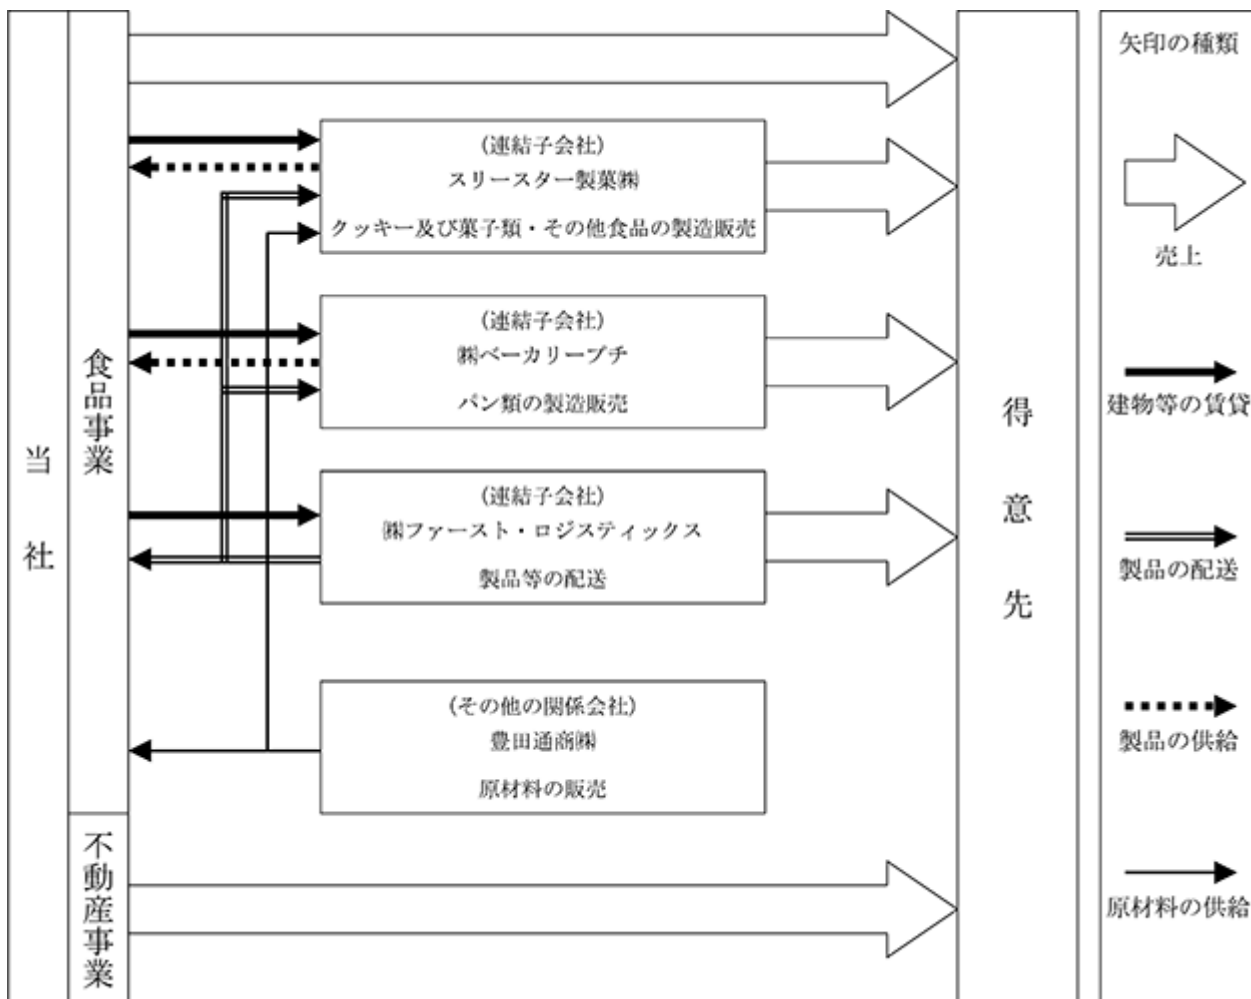 当社
食品事業
不動産事業
(連結子会社)
スリースター製菓㈱
クッキー及び菓子類・その他食品の製造販売
(連結子会社)
㈱ベーカリープチ
パン類の製造販売
(連結子会社)
㈱ファースト・ロジスティックス
製品等の配送
(その他の関係会社)
豊田通商㈱
原材料の販売
得意先
矢印の種類
売上
建物等の賃貸
製品の配送
製品の供給
原材料の供給